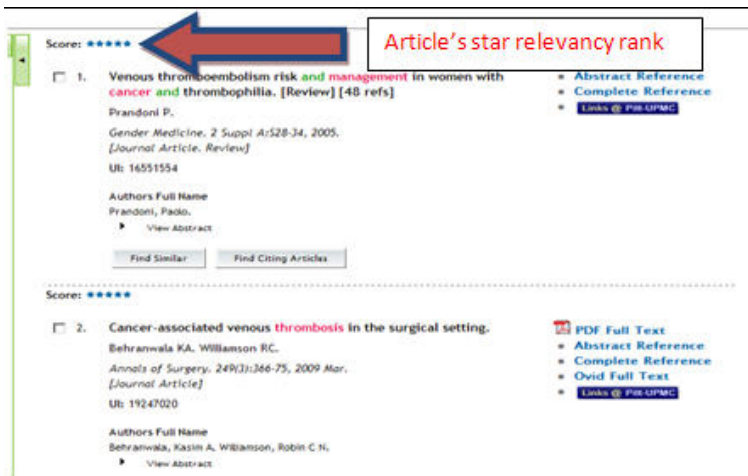 Article's star relevancy rank
Score: ★★★★★
1. Venous thromboembolism risk and management in women with
cancer and thrombophilia. [Review] [48 refs]
Prandoni P.
Gender Medicine. 2 Suppl A:S28-34, 2005.
[Journal Article. Review]
UI: 16551554
Authors Full Name
Prandoni, Paolo.
View Abstract
Find Similar Find Citing Articles
Abstract Reference
Complete Reference
Links @ Pitt-UPMC
Score: ★★★★★
2. Cancer-associated venous thrombosis in the surgical setting.
Behranwala KA. Williamson RC.
Annals of Surgery. 249(3):366-75, 2009 Mar.
[Journal Article]
UI: 19247020
Authors Full Name
Behranwala, Kasim A. Williamson, Robin C N.
View Abstract
PDF Full Text
Abstract Reference
Complete Reference
Ovid Full Text
Links @ Pitt-UPMC